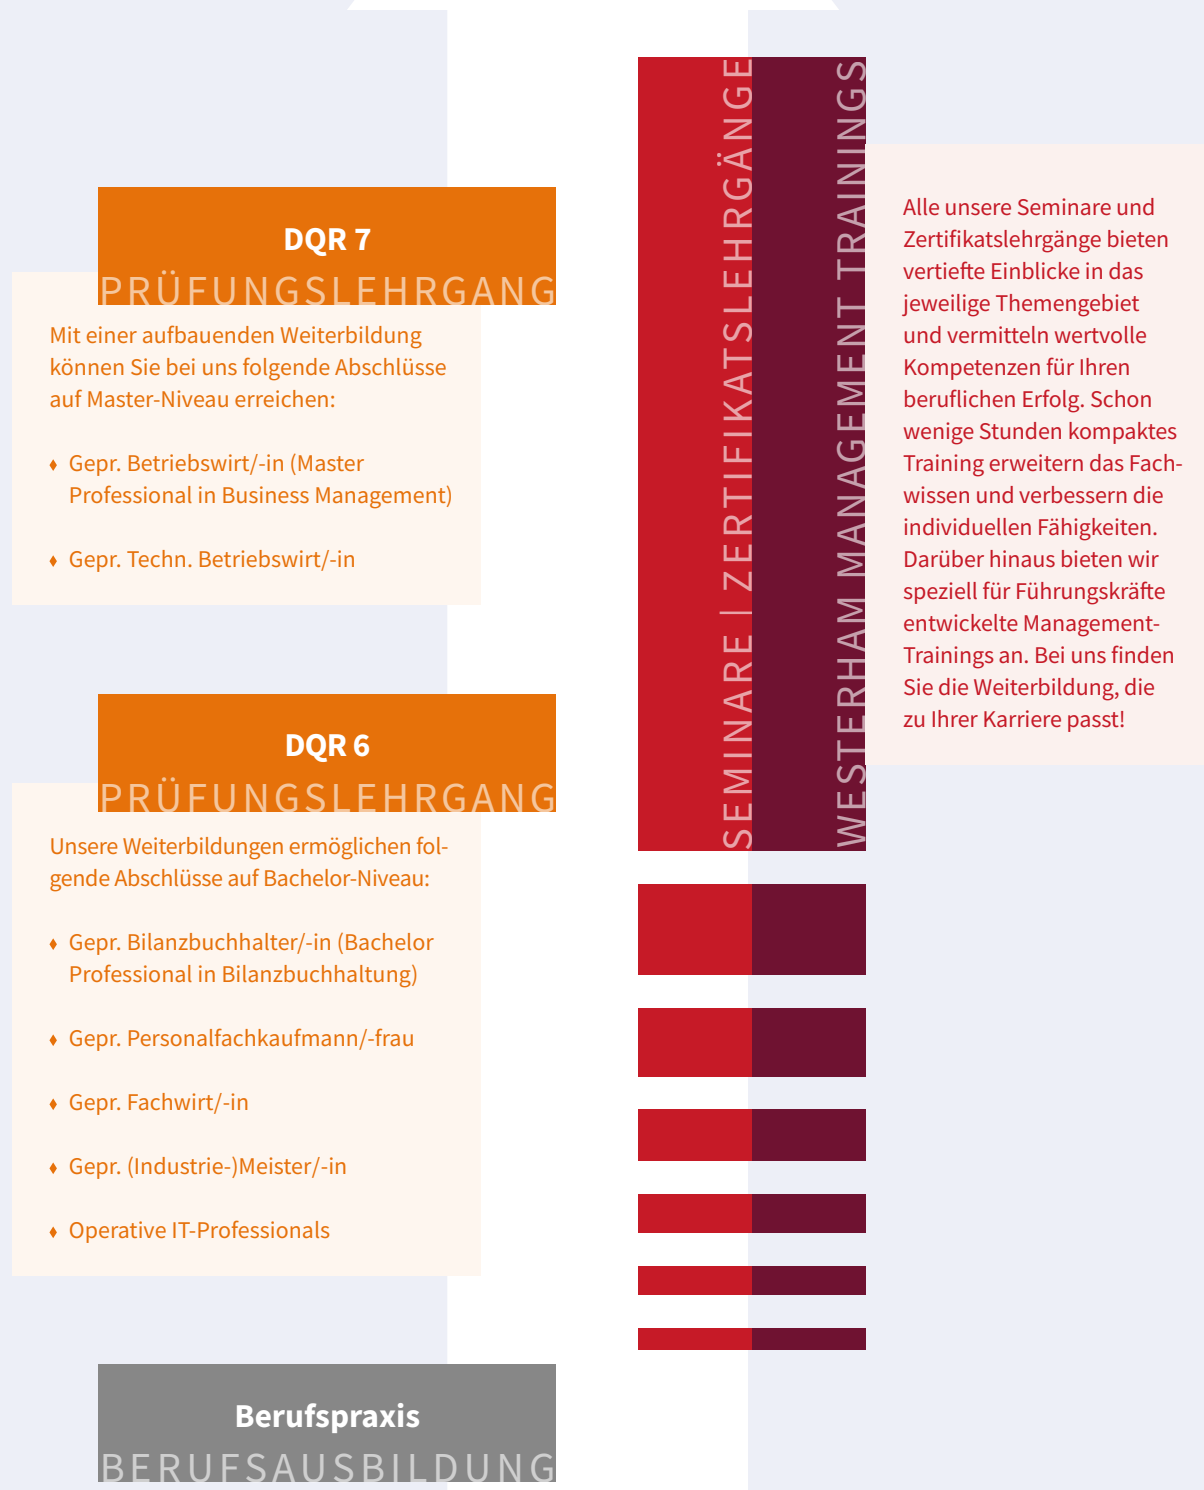 DQR 7
PRÜFUNGSLEHRGANG
Mit einer aufbauenden Weiterbildung
können Sie bei uns folgende Abschlüsse
auf Master-Niveau erreichen:
♦ Gepr. Betriebswirt/-in (Master
Professional in Business Management)
♦ Gepr. Techn. Betriebswirt/-in
DQR 6
PRÜFUNGSLEHRGANG
Unsere Weiterbildungen ermöglichen fol-
gende Abschlüsse auf Bachelor-Niveau:
♦ Gepr. Bilanzbuchhalter/-in (Bachelor
Professional in Bilanzbuchhaltung)
♦ Gepr. Personalfachkaufmann/-frau
♦ Gepr. Fachwirt/-in
♦ Gepr. (Industrie-)Meister/-in
♦ Operative IT-Professionals
Berufspraxis
BERUFSAUSBILDUNG
SEMINARE | ZERTIFIKATSLEHRGÄNGE
WESTERHAM MANAGEMENT TRAININGS
Alle unsere Seminare und
Zertifikatslehrgänge bieten
vertiefte Einblicke in das
jeweilige Themengebiet
und vermitteln wertvolle
Kompetenzen für Ihren
beruflichen Erfolg. Schon
wenige Stunden kompaktes
Training erweitern das Fach-
wissen und verbessern die
individuellen Fähigkeiten.
Darüber hinaus bieten wir
speziell für Führungskräfte
entwickelte Management-
Trainings an. Bei uns finden
Sie die Weiterbildung, die
zu Ihrer Karriere passt!